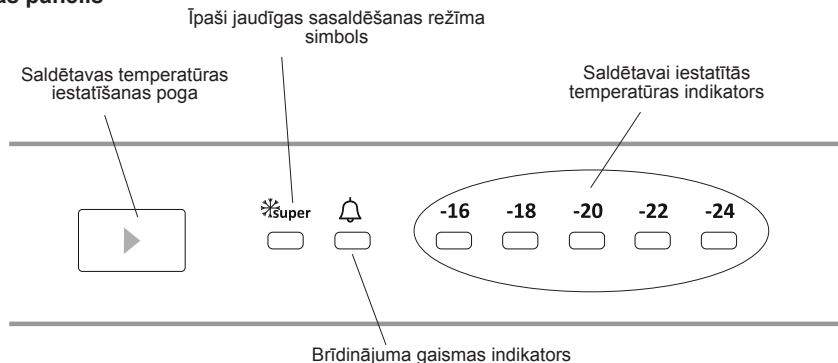 panelis
Īpaši jaudīgas sasaldēšanas režīma
simbols
Saldētavas temperatūras
iestatīšanas poga
Saldētavai iestatītās
temperatūras indikators
super
-16 -18 -20 -22 -24
Brīdinājuma gaismas indikators